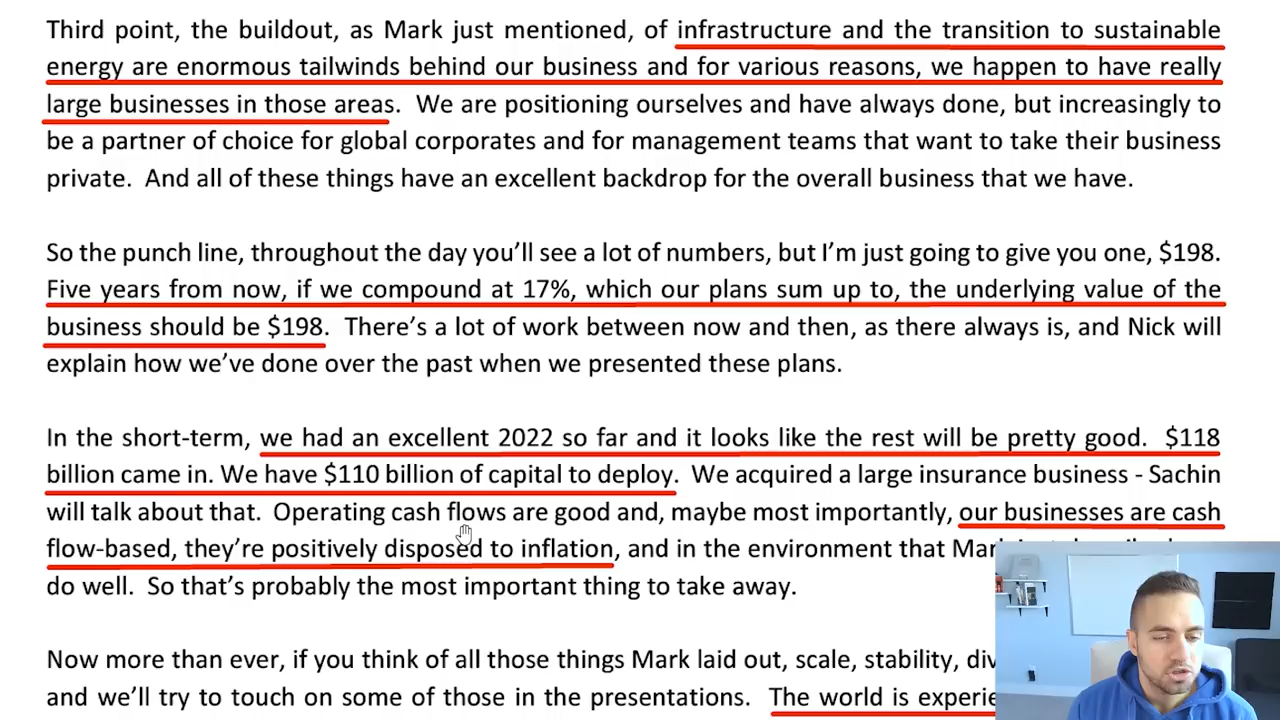 Third point, the buildout, as Mark just mentioned, of infrastructure and the transition to sustainable
energy are enormous tailwinds behind our business and for various reasons, we happen to have really
large businesses in those areas. We are positioning ourselves and have always done, but increasingly to
be a partner of choice for global corporates and for management teams that want to take their business
private. And all of these things have an excellent backdrop for the overall business that we have.
So the punch line, throughout the day you’ll see a lot of numbers, but I’m just going to give you one, $198.
Five years from now, if we compound at 17%, which our plans sum up to, the underlying value of the
business should be $198. There’s a lot of work between now and then, as there always is, and Nick will
explain how we’ve done over the past when we presented these plans.
In the short-term, we had an excellent 2022 so far and it looks like the rest will be pretty good. $118
billion came in. We have $110 billion of capital to deploy. We acquired a large insurance business - Sachin
will talk about that. Operating cash flows are good and, maybe most importantly, our businesses are cash
flow-based, they’re positively disposed to inflation, and in the environment that
do well. So that’s probably the most important thing to take away.
Now more than ever, if you think of all those things Mark laid out, scale, stability,
and we’ll try to touch on some of those in the presentations. The world is